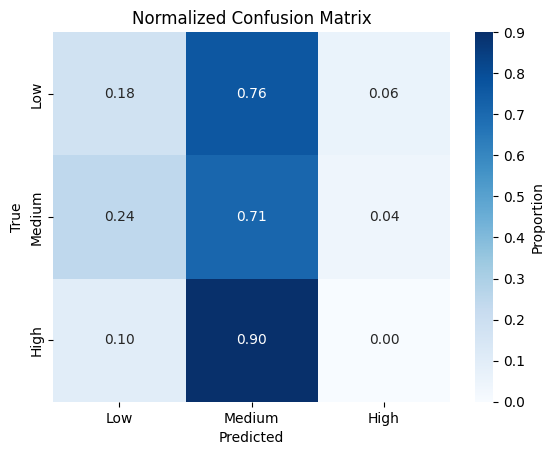 Normalized Confusion Matrix
True
Low
0.18 0.76 0.06
Medium
0.24 0.71 0.04
High
0.10 0.90 0.00
Low Medium High
Predicted
0.9
0.8
0.7
0.6
0.5
0.4
0.3
0.2
0.1
0.0
Proportion